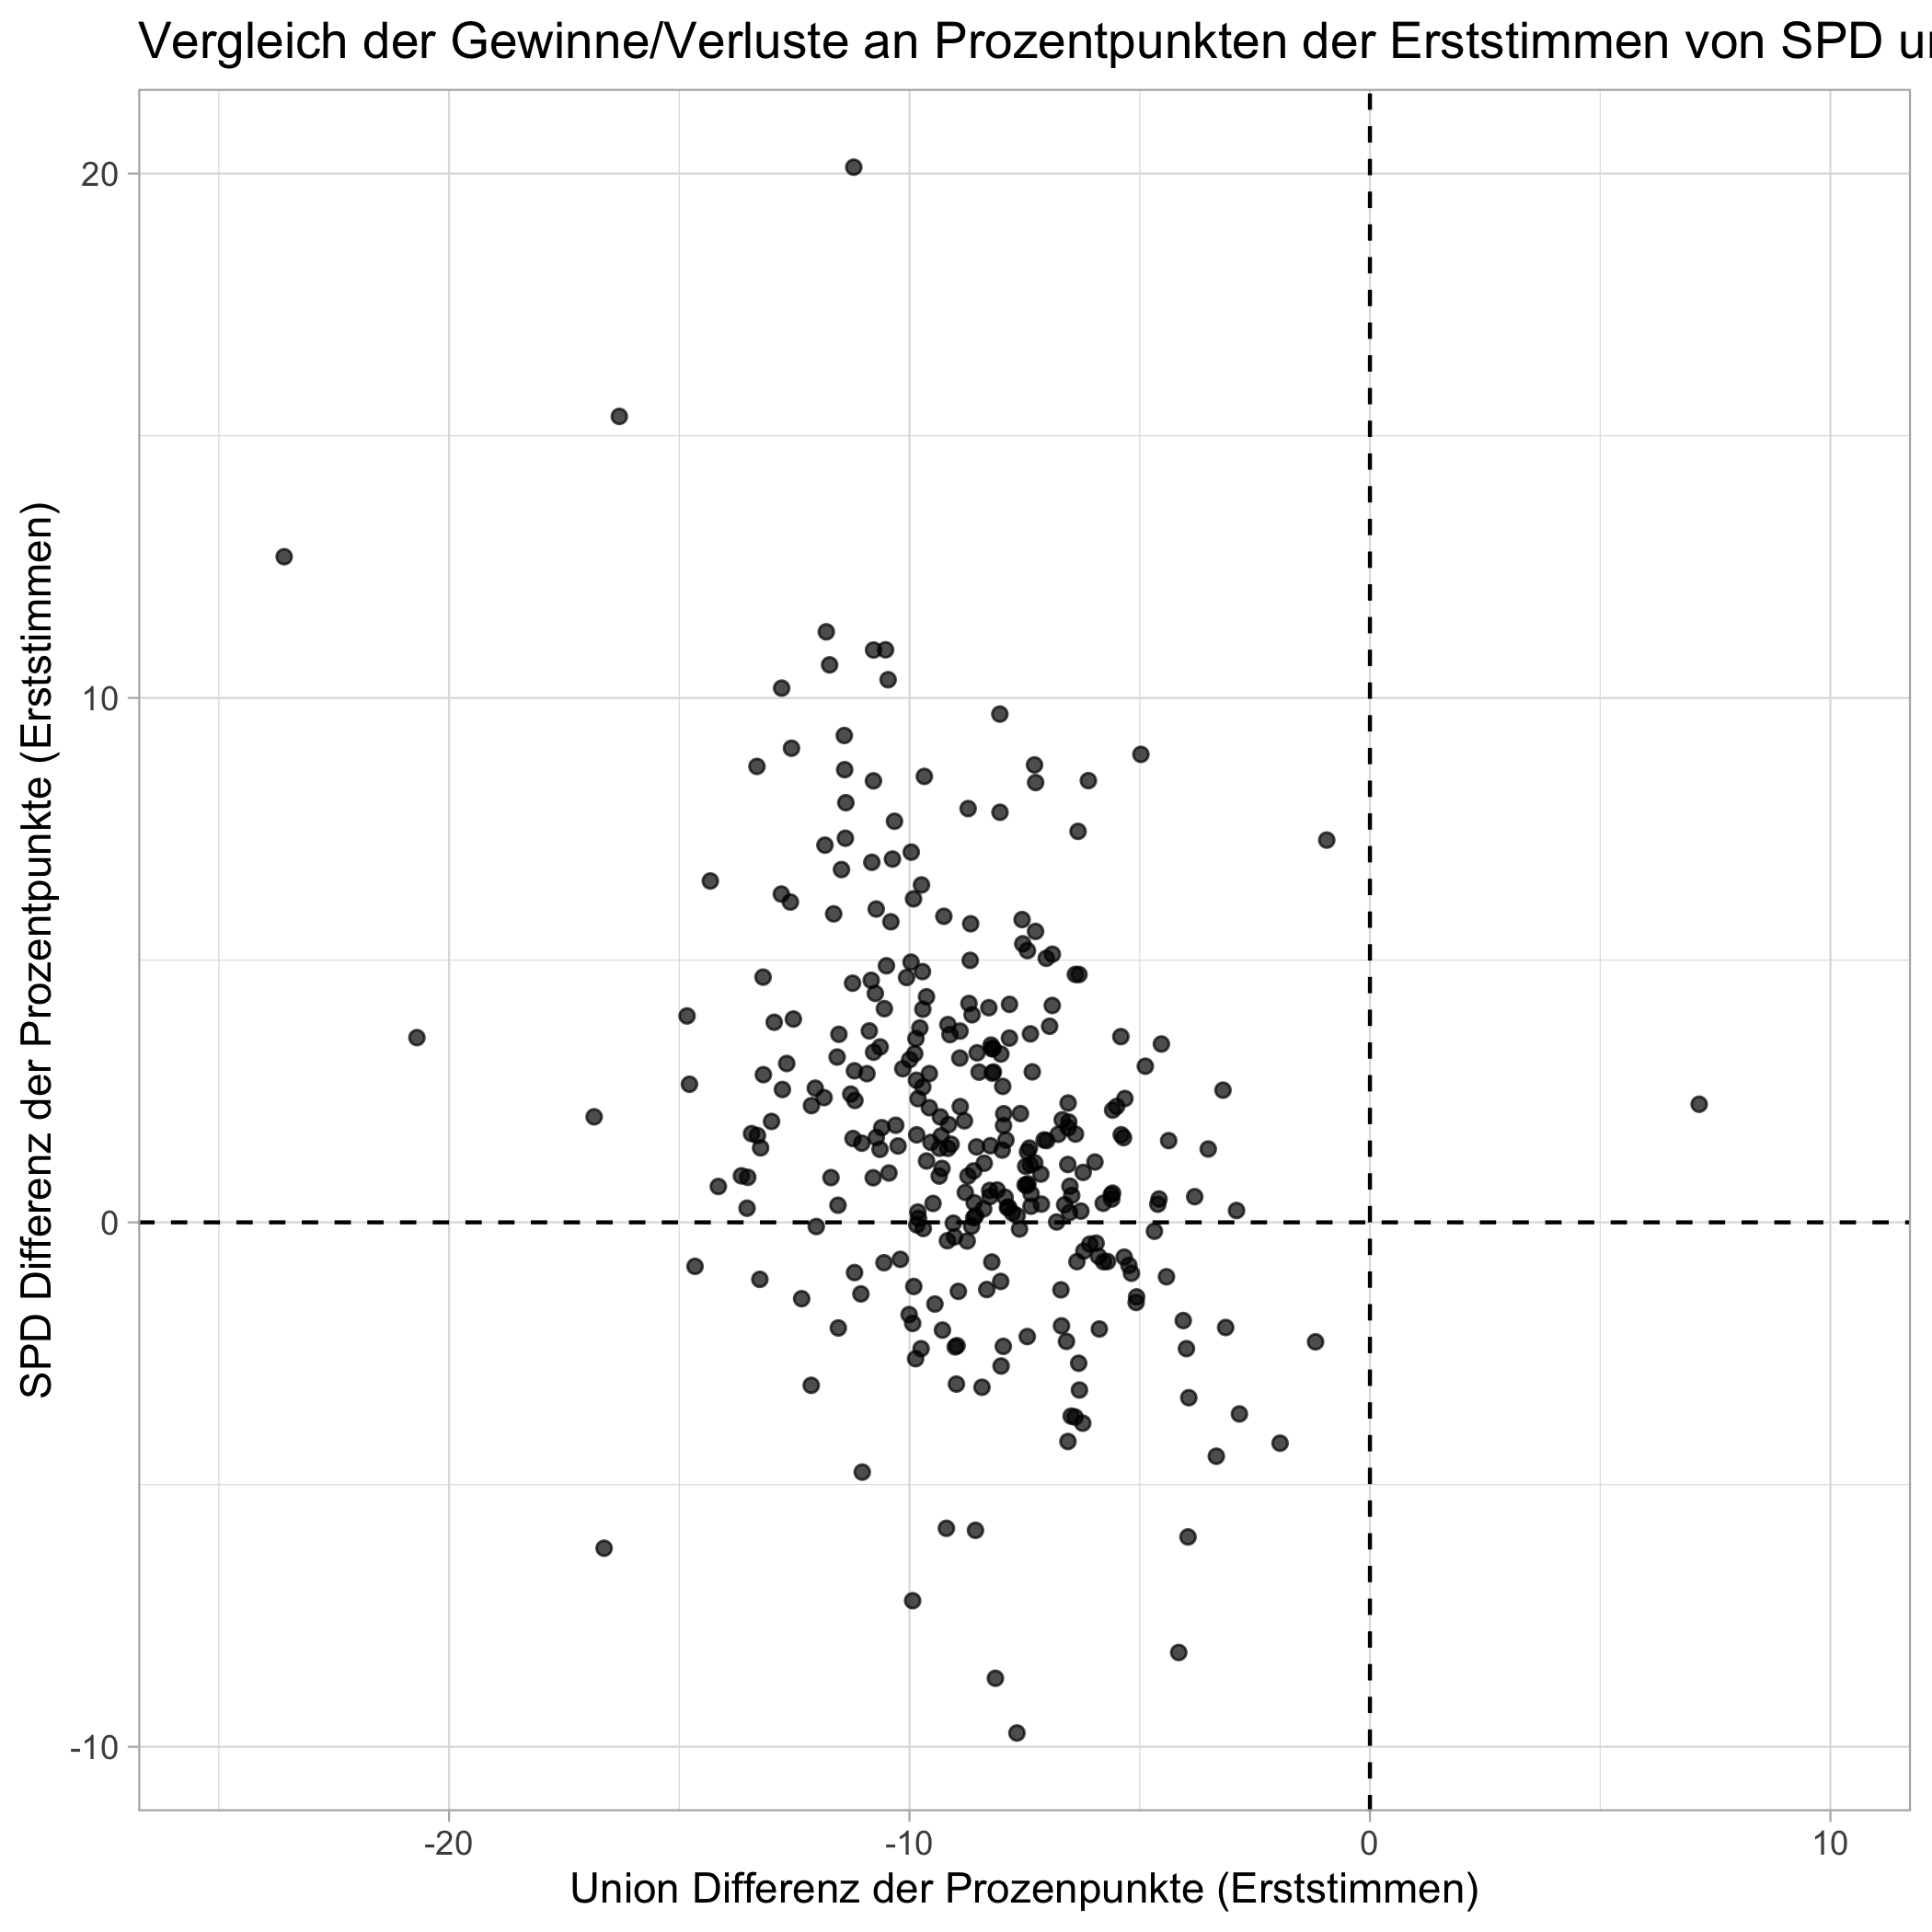 Vergleich der Gewinne/Verluste an Prozentpunkten der Erststimmen von SPD
20
10
0
-10
SPD Differenz der Prozentpunkte (Erststimmen)
-20
-10
0
10
Union Differenz der Prozenpunkte (Erststimmen)